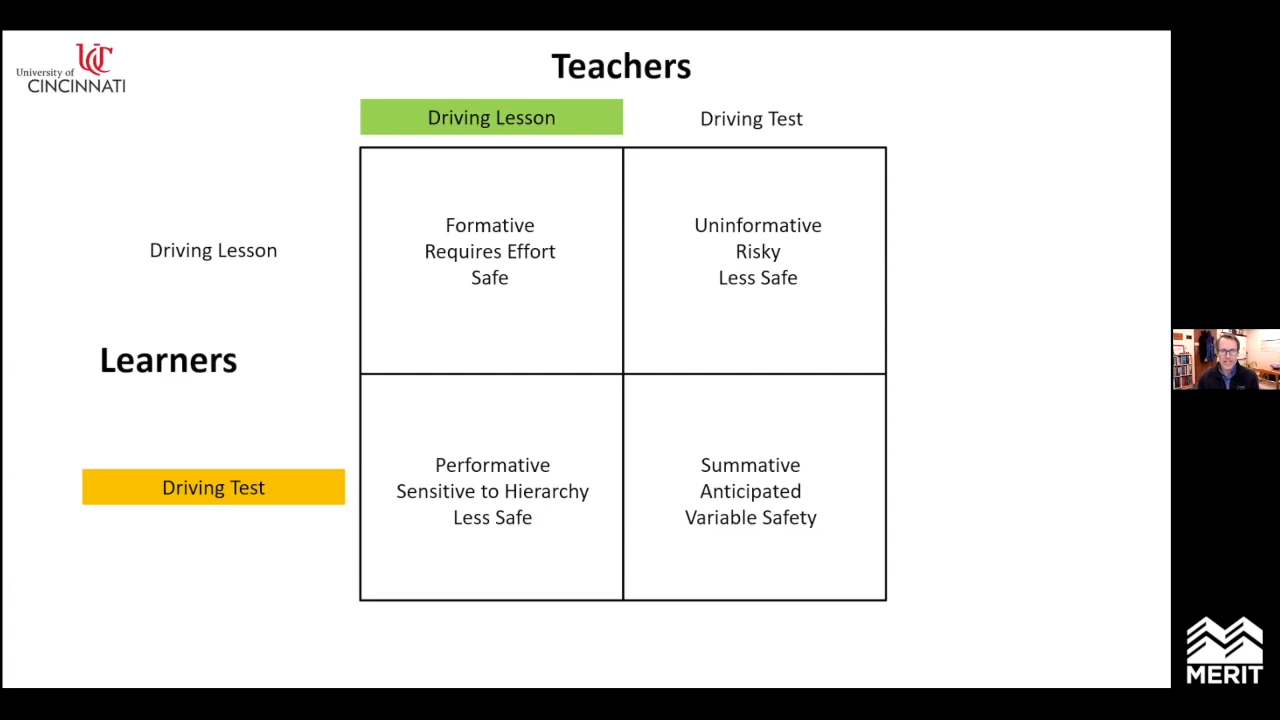 UC
University of
CINCINNATI
Teachers
Driving Lesson
Driving Test
Driving Lesson
Formative
Requires Effort
Safe
Uninformative
Risky
Less Safe
Learners
Driving Test
Performative
Sensitive to Hierarchy
Less Safe
Summative
Anticipated
Variable Safety
MERIT